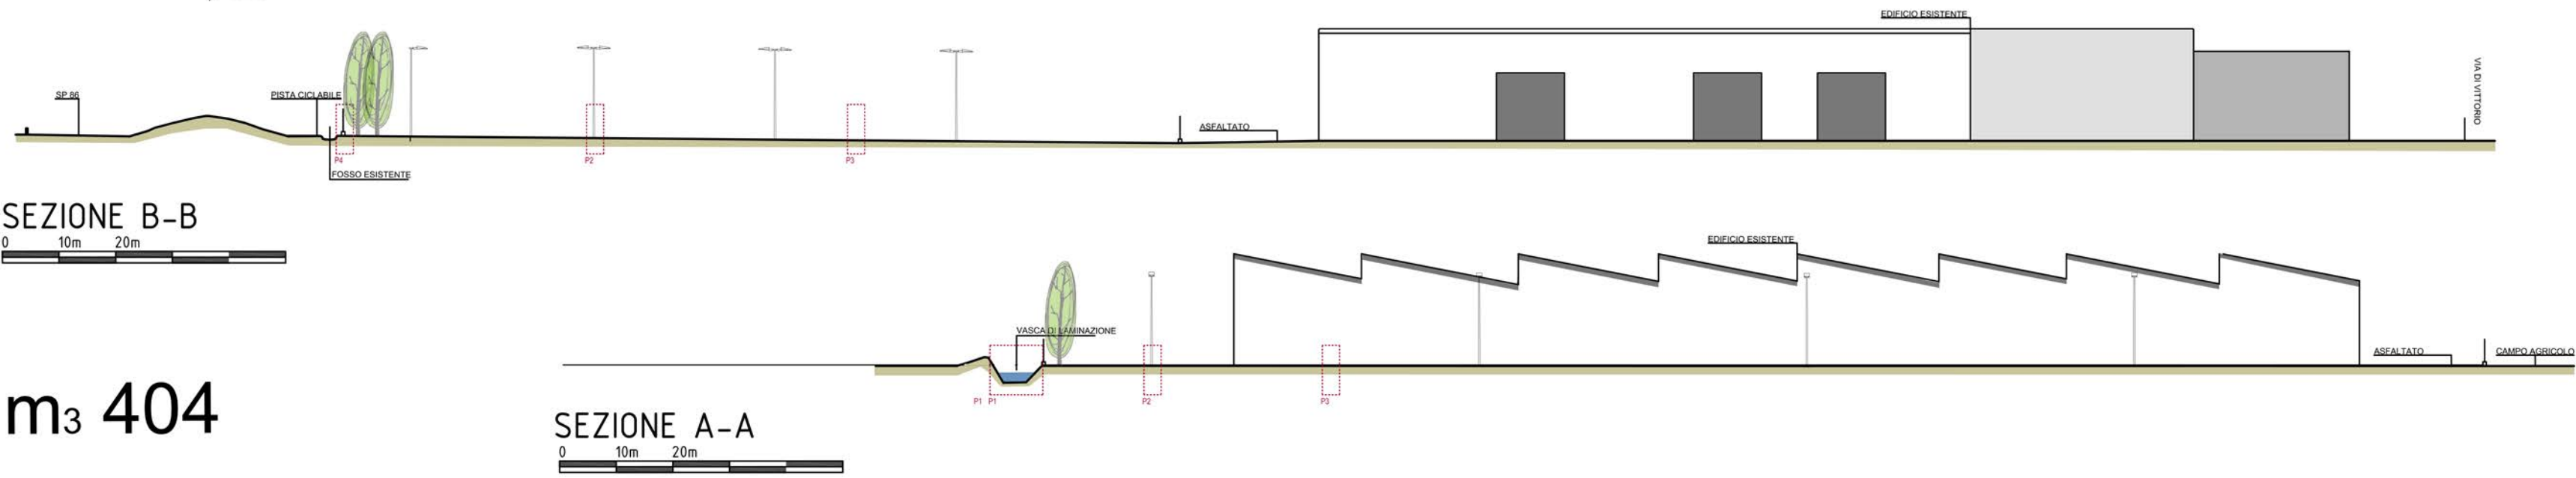 EDIFICIO ESISTENTE
SP 86
PISTA CICLABILE
ASFALTATO
VIA DI VITTORIO
P4
P2
P3
FOSSO ESISTENTE
SEZIONE B-B
0 10m 20m
EDIFICIO ESISTENTE
VASCA DI LAMINAZIONE
ASFALTATO
CAMPO AGRICOLO
P1 P1
P2
P3
m3 404
SEZIONE A-A
0 10m 20m